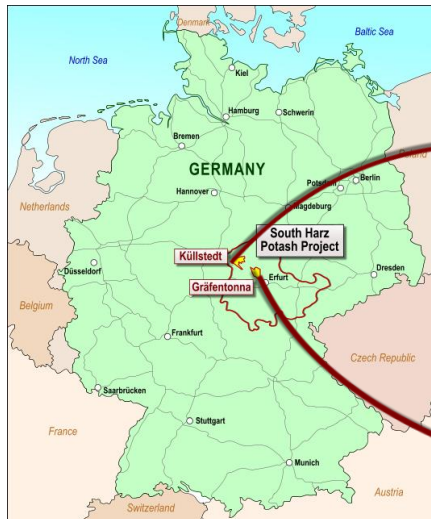 Denmark
Baltic Sea
North Sea
Kiel
Hamburg
Schwerin
Bremen
GERMANY
Poland
Berlin
Potsdam
Hannover
Magdeburg
Netherlands
South Harz
Potash Project
Küllstedt
Düsseldorf
Erfurt
Dresden
Gräfentonna
Belgium
Frankfurt
Czech Republic
Saarbrücken
Stuttgart
France
Munich
Austria
Switzerland